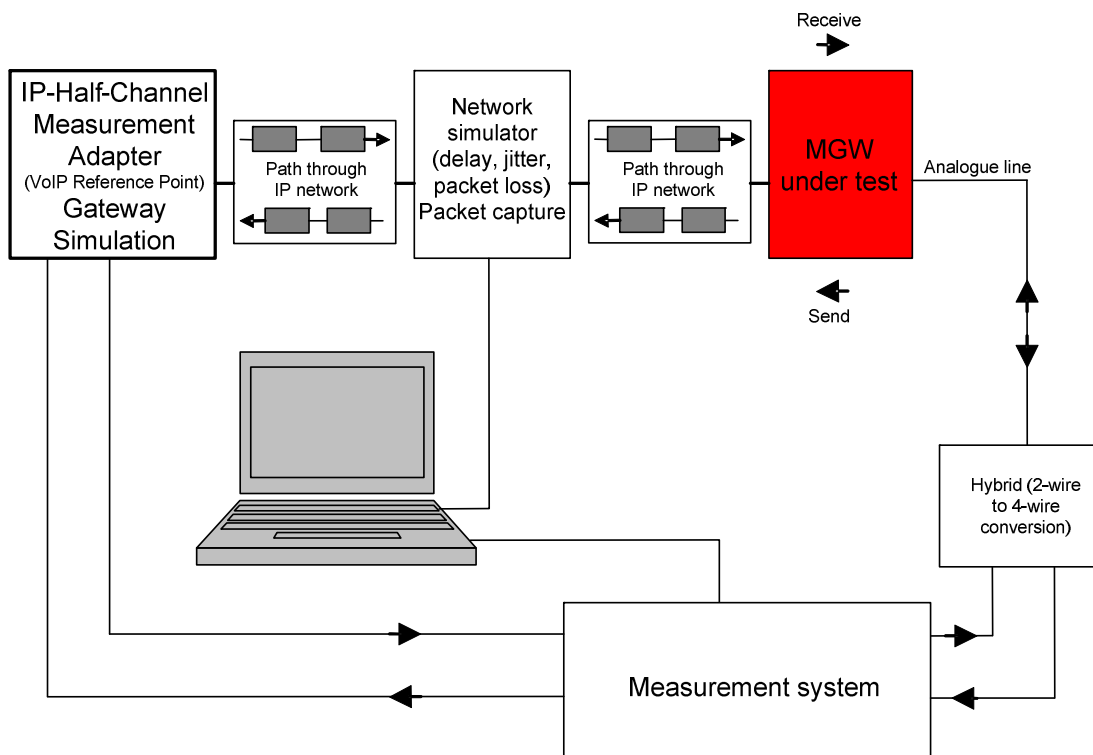 Receive
IP-Half-Channel
Measurement
Adapter
(VoIP Reference Point)
Gateway
Simulation
Path through
IP network
Network
simulator
(delay, jitter,
packet loss)
Packet capture
Path through
IP network
MGW
under test
Analogue line
Send
Hybrid (2-wire
to 4-wire
conversion)
Measurement system